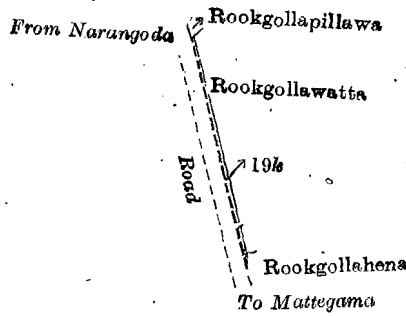 Rookgollapillawa
From Narangoda
Rookgollawatta
19k
Road
Rookgollahena
To Mattegama